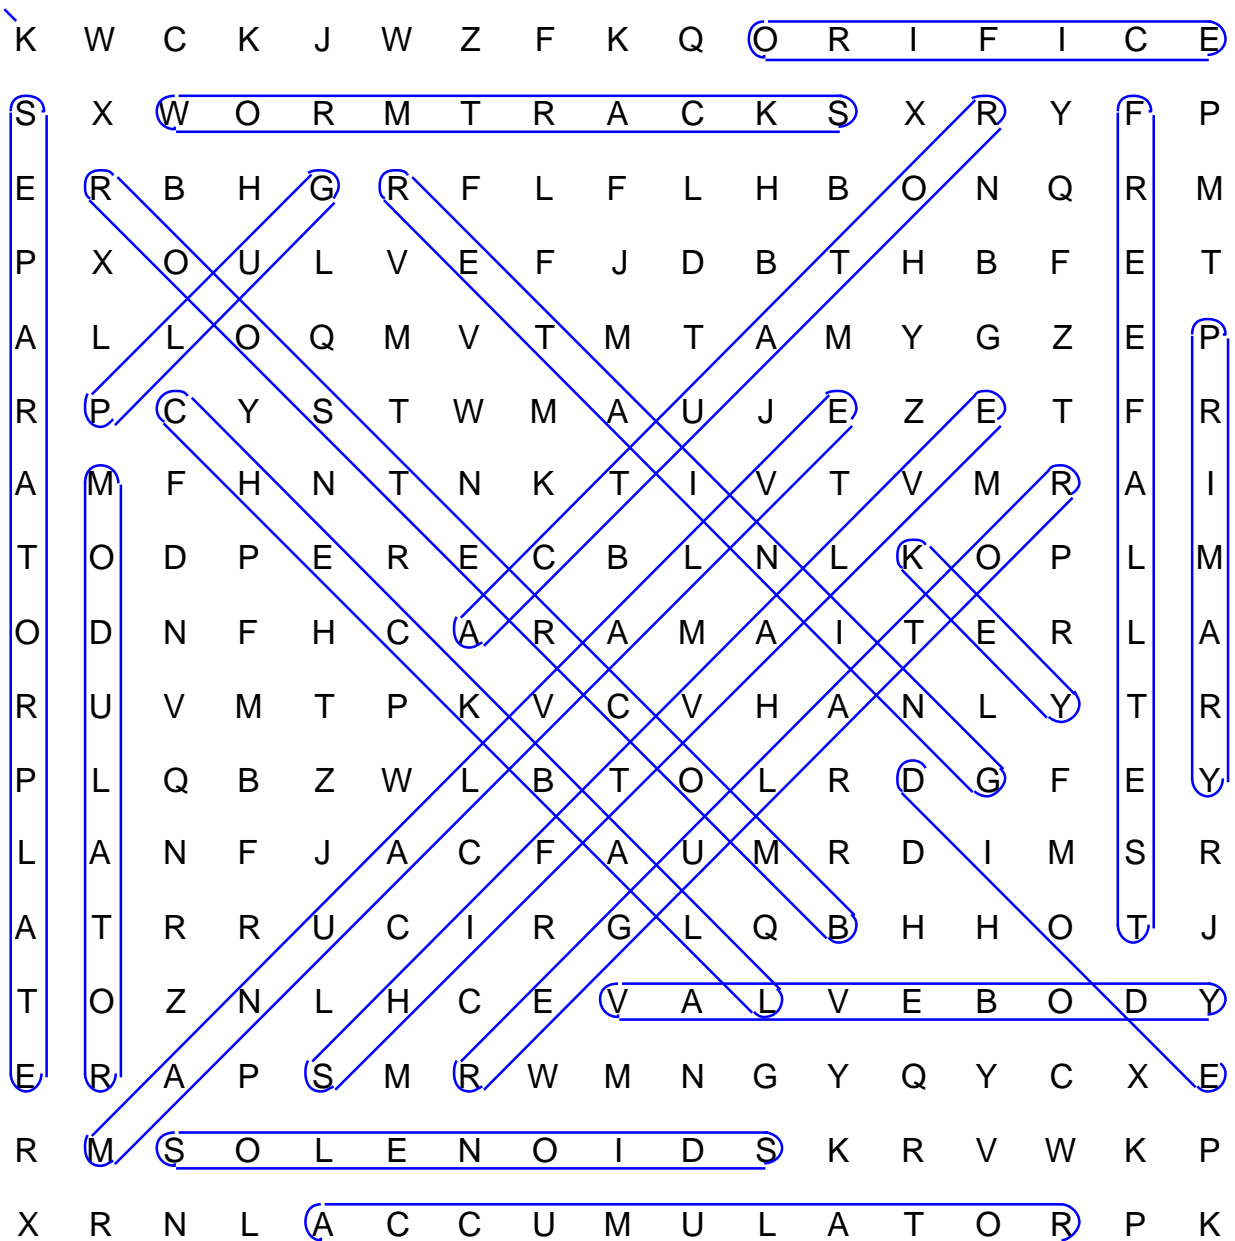 K W C K J W Z F K Q O R I F I C E
S X W O R M T R A C K S X R Y F P
E R B H G R F L F L H B O N Q R M
P X O U L V E F J D B T H B F E T
A L L O Q M V T M T A M Y G Z E P
R P C Y S T W M A U J E Z E T F R
A M F H N T N K T I V T V M R A I
T O D P E R E C B L N L K O P L M
O D N F H C A R A M A I T E R L A
R U V M T P K V C V H A N L Y T R
P L Q B Z W L B T O L R D G F E Y
L A N F J A C F A U M R D I M S R
A T R R U C I R G L Q B H H O T J
T O Z N L H C E V A L V E B O D Y
E R A P S M R W M N G Y Q Y C X E
R M S O L E N O I D S K R V W K P
X R N L A C C U M U L A T O R P K